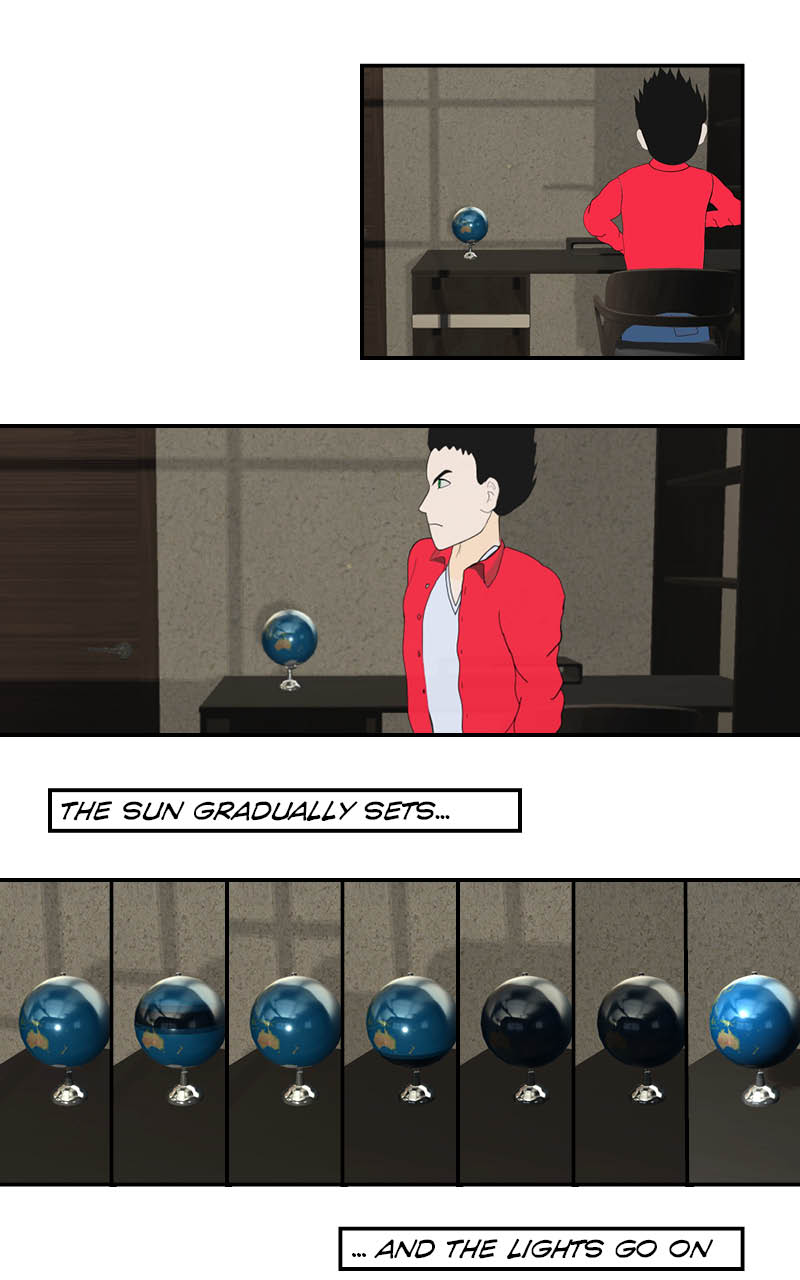 THE SUN GRADUALLY SETS...
... AND THE LIGHTS GO ON